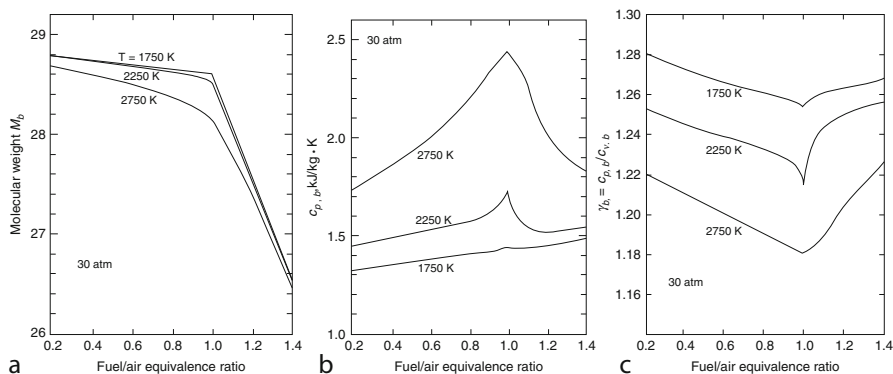 29
28
27
26
Molecular weight M_b
T = 1750 K
2250 K
2750 K
30 atm
0.2 0.4 0.6 0.8 1.0 1.2 1.4
Fuel/air equivalence ratio
a
2.5
2.0
1.5
1.0
c_{p, b}, kJ/kg · K
30 atm
2750 K
2250 K
1750 K
0.2 0.4 0.6 0.8 1.0 1.2 1.4
Fuel/air equivalence ratio
b
1.30
1.28
1.26
1.24
1.22
1.20
1.18
1.16
1.14
γ_b, = c_{p, b}/c_{v, b}
1750 K
2250 K
2750 K
30 atm
0.2 0.4 0.6 0.8 1.0 1.2 1.4
Fuel/air equivalence ratio
c